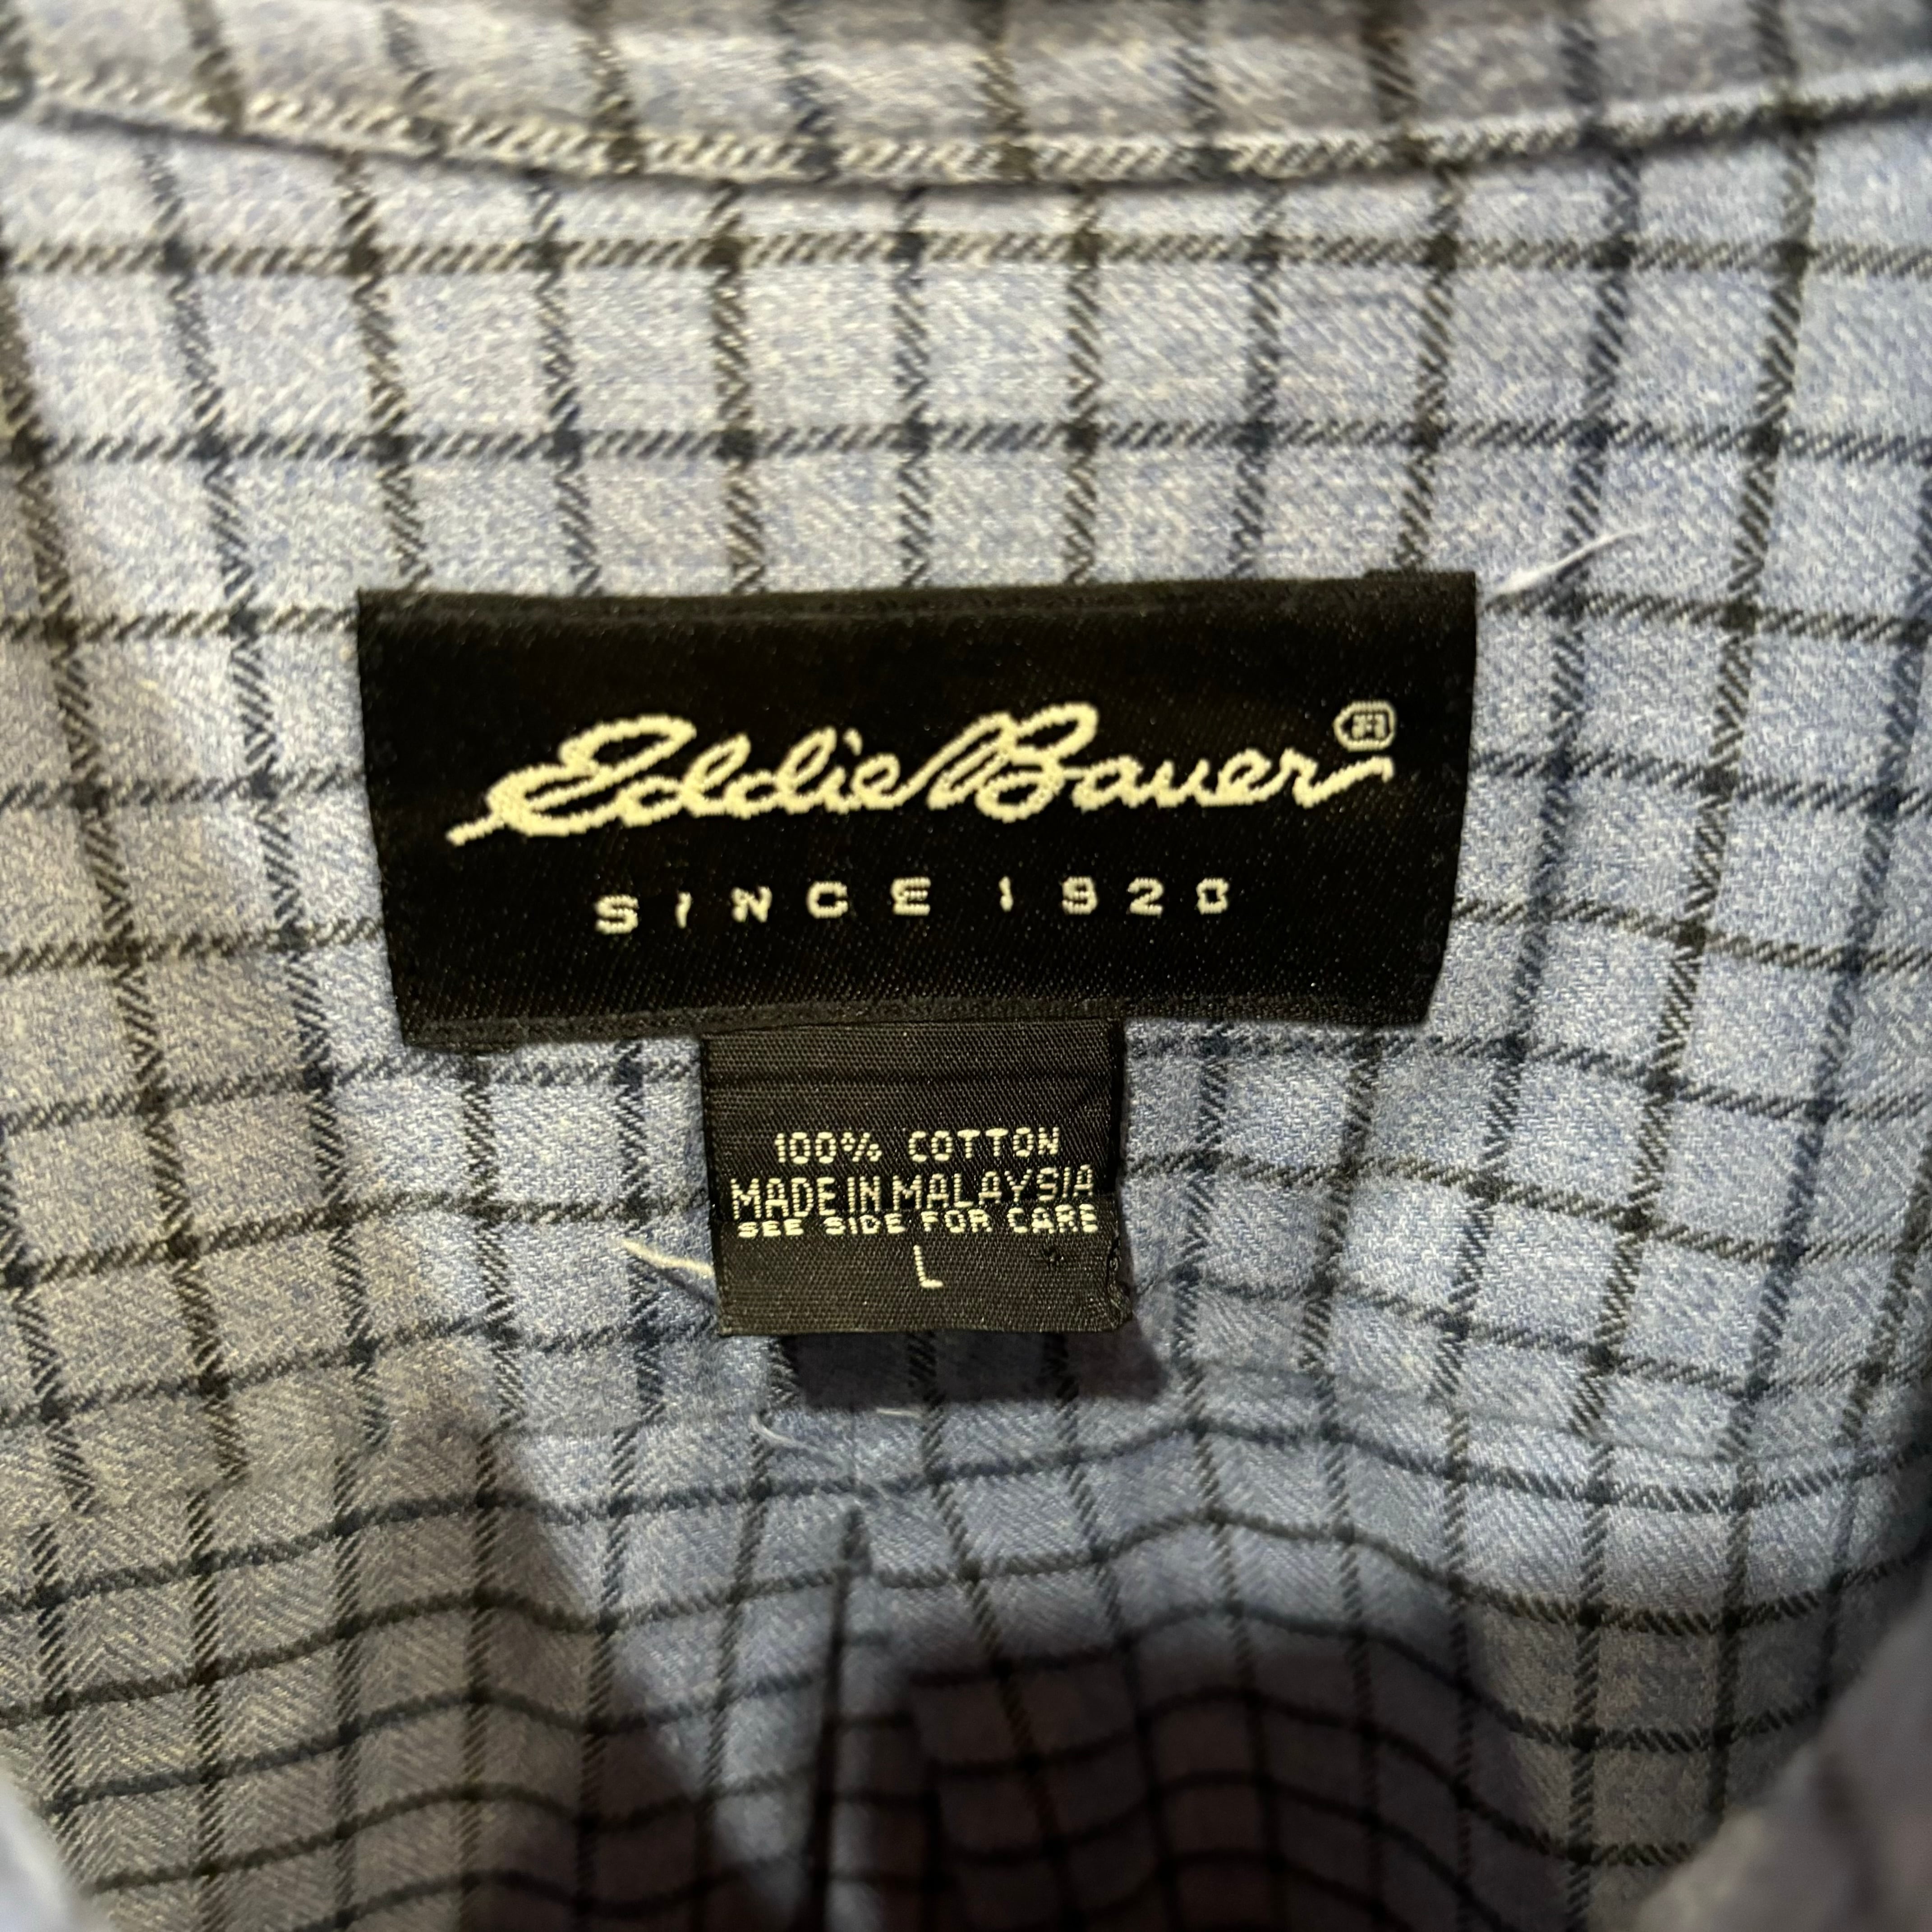 Eddie Bauer®
SINCE 1920
100% COTTON
MADE IN MALAYSIA
SEE SIDE FOR CARE
L